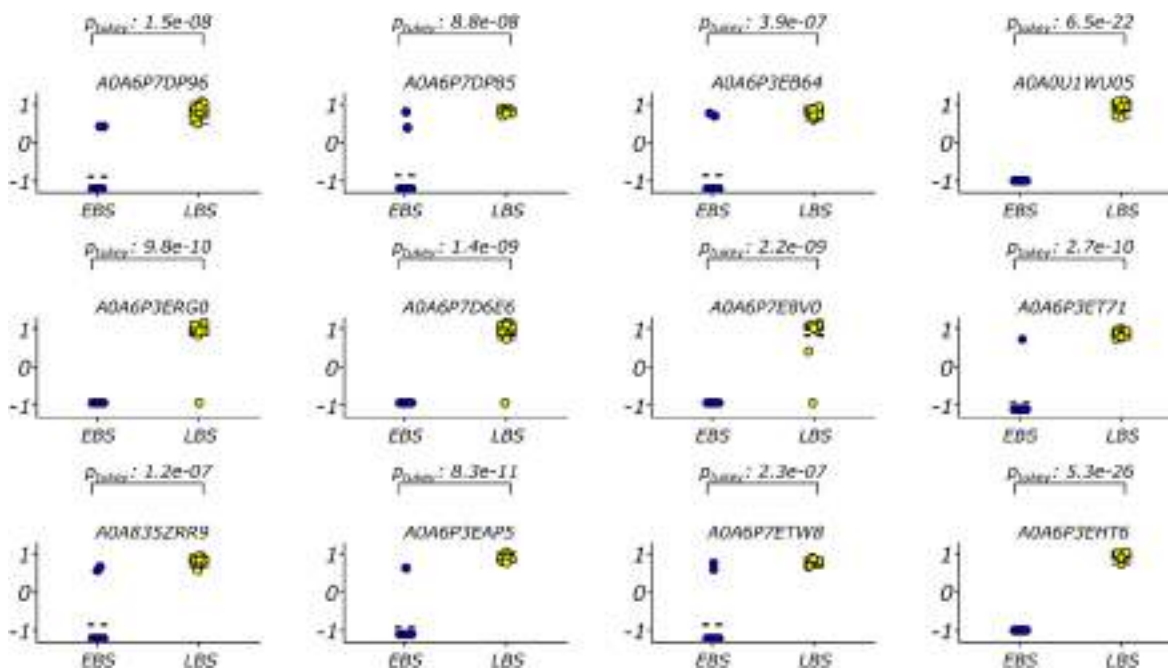 p_tukey: 1.5e-08 p_tukey: 8.8e-08 p_tukey: 3.9e-07 p_tukey: 6.5e-22
A0A6P7DP96 A0A6P7DP85 A0A6P3EB64 A0A0U1WU05
1 1 1 1
0 0 0 0
-1 -1 -1 -1
EBS LBS EBS LBS EBS LBS EBS LBS
p_tukey: 9.8e-10 p_tukey: 1.4e-09 p_tukey: 2.2e-09 p_tukey: 2.7e-10
A0A6P3ERG0 A0A6P7D6E6 A0A6P7EBV0 A0A6P3ET71
1 1 1 1
0 0 0 0
-1 -1 -1 -1
EBS LBS EBS LBS EBS LBS EBS LBS
p_tukey: 1.2e-07 p_tukey: 8.3e-11 p_tukey: 2.3e-07 p_tukey: 5.3e-26
A0A835ZRR9 A0A6P3EAP5 A0A6P7ETW8 A0A6P3EHT6
1 1 1 1
0 0 0 0
-1 -1 -1 -1
EBS LBS EBS LBS EBS LBS EBS LBS